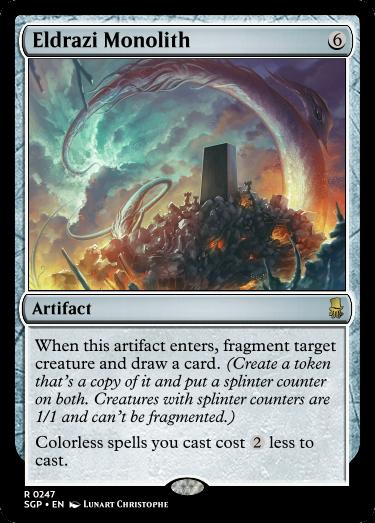 Eldrazi Monolith 6
Artifact
When this artifact enters, fragment target
creature and draw a card. (Create a token
that's a copy of it and put a splinter counter
on both. Creatures with splinter counters are
1/1 and can't be fragmented.)
Colorless spells you cast cost 2 less to
cast.
R 0247
SGP • EN LUNART CHRISTOPHE